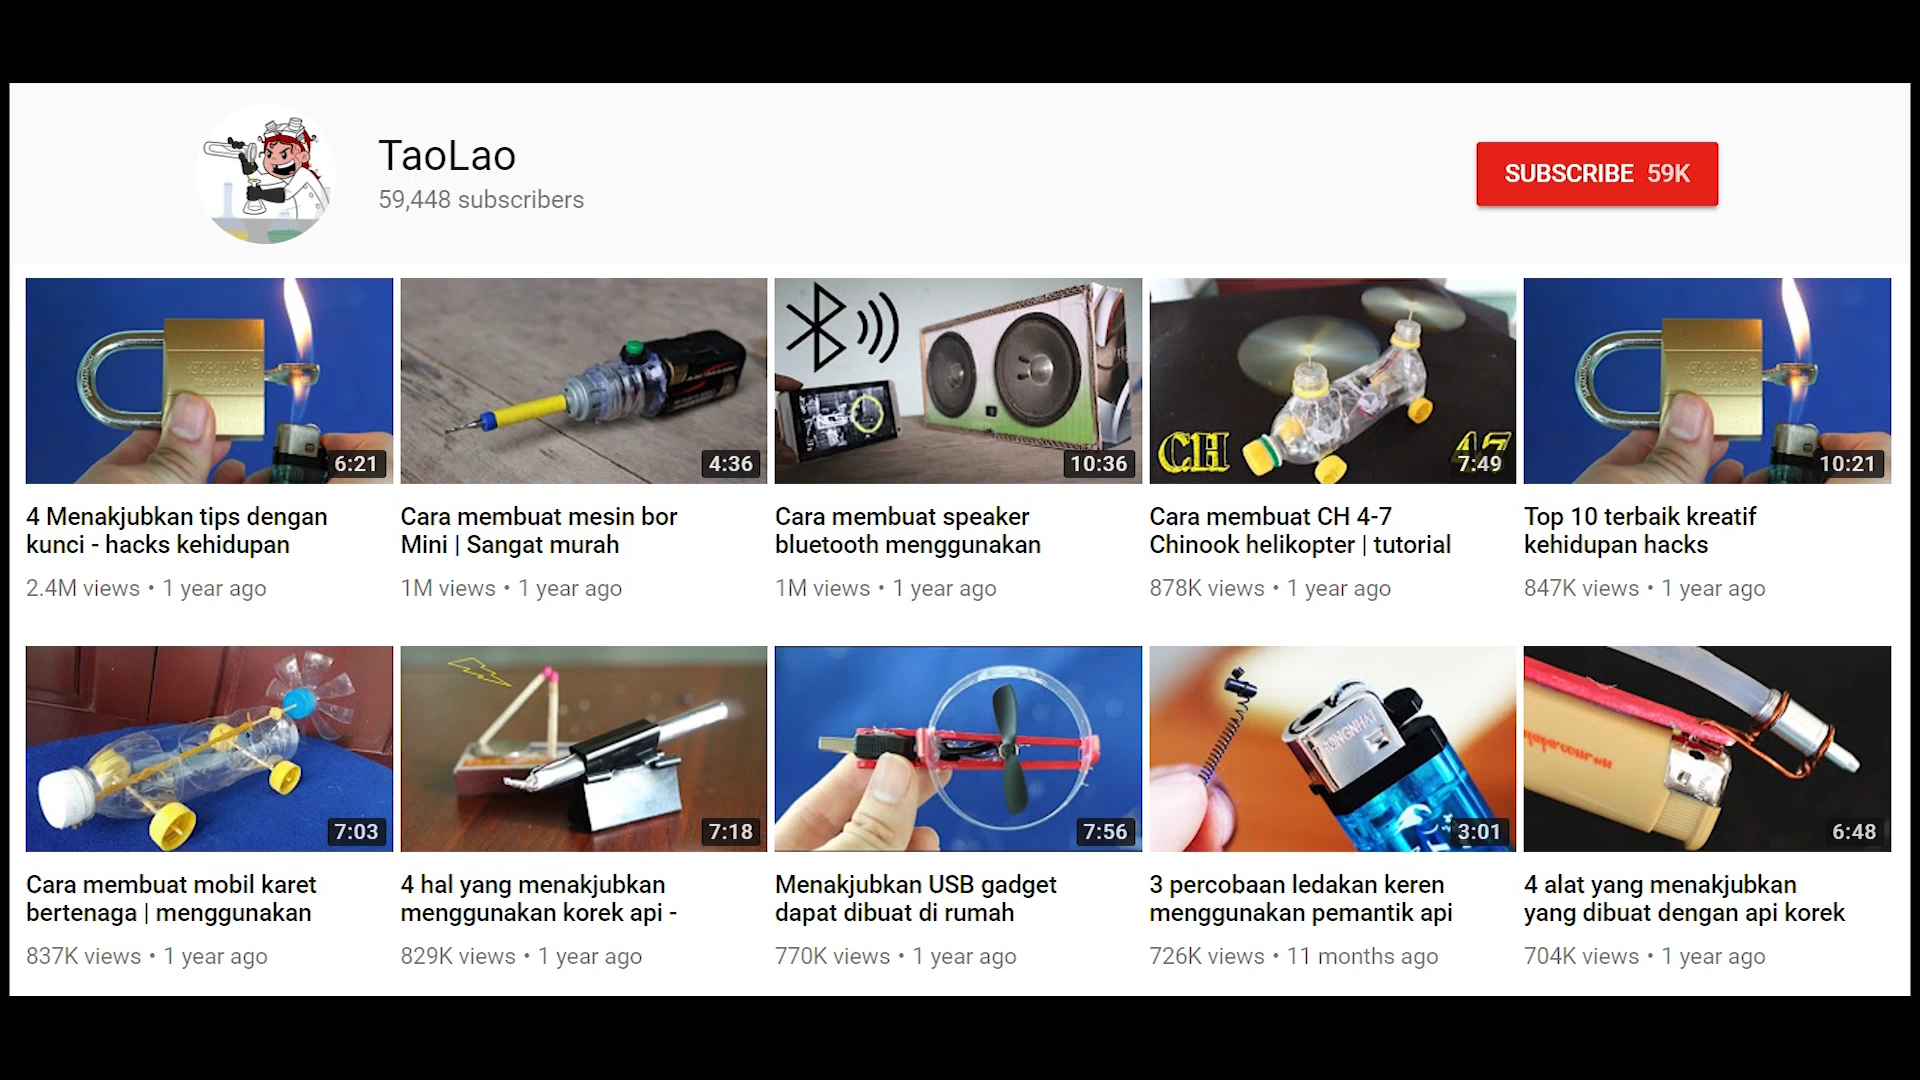 TaoLao
59,448 subscribers
SUBSCRIBE 59K
6:21
4:36
10:36
CH 47
7:49
10:21
4 Menakjubkan tips dengan
kunci - hacks kehidupan
2.4M views • 1 year ago
Cara membuat mesin bor
Mini | Sangat murah
1M views • 1 year ago
Cara membuat speaker
bluetooth menggunakan
1M views • 1 year ago
Cara membuat CH 4-7
Chinook helikopter | tutorial
878K views • 1 year ago
Top 10 terbaik kreatif
kehidupan hacks
847K views • 1 year ago
7:03
7:18
7:56
3:01
6:48
Cara membuat mobil karet
bertenaga | menggunakan
837K views • 1 year ago
4 hal yang menakjubkan
menggunakan korek api -
829K views • 1 year ago
Menakjubkan USB gadget
dapat dibuat di rumah
770K views • 1 year ago
3 percobaan ledakan keren
menggunakan pemantik api
726K views • 11 months ago
4 alat yang menakjubkan
yang dibuat dengan api korek
704K views • 1 year ago